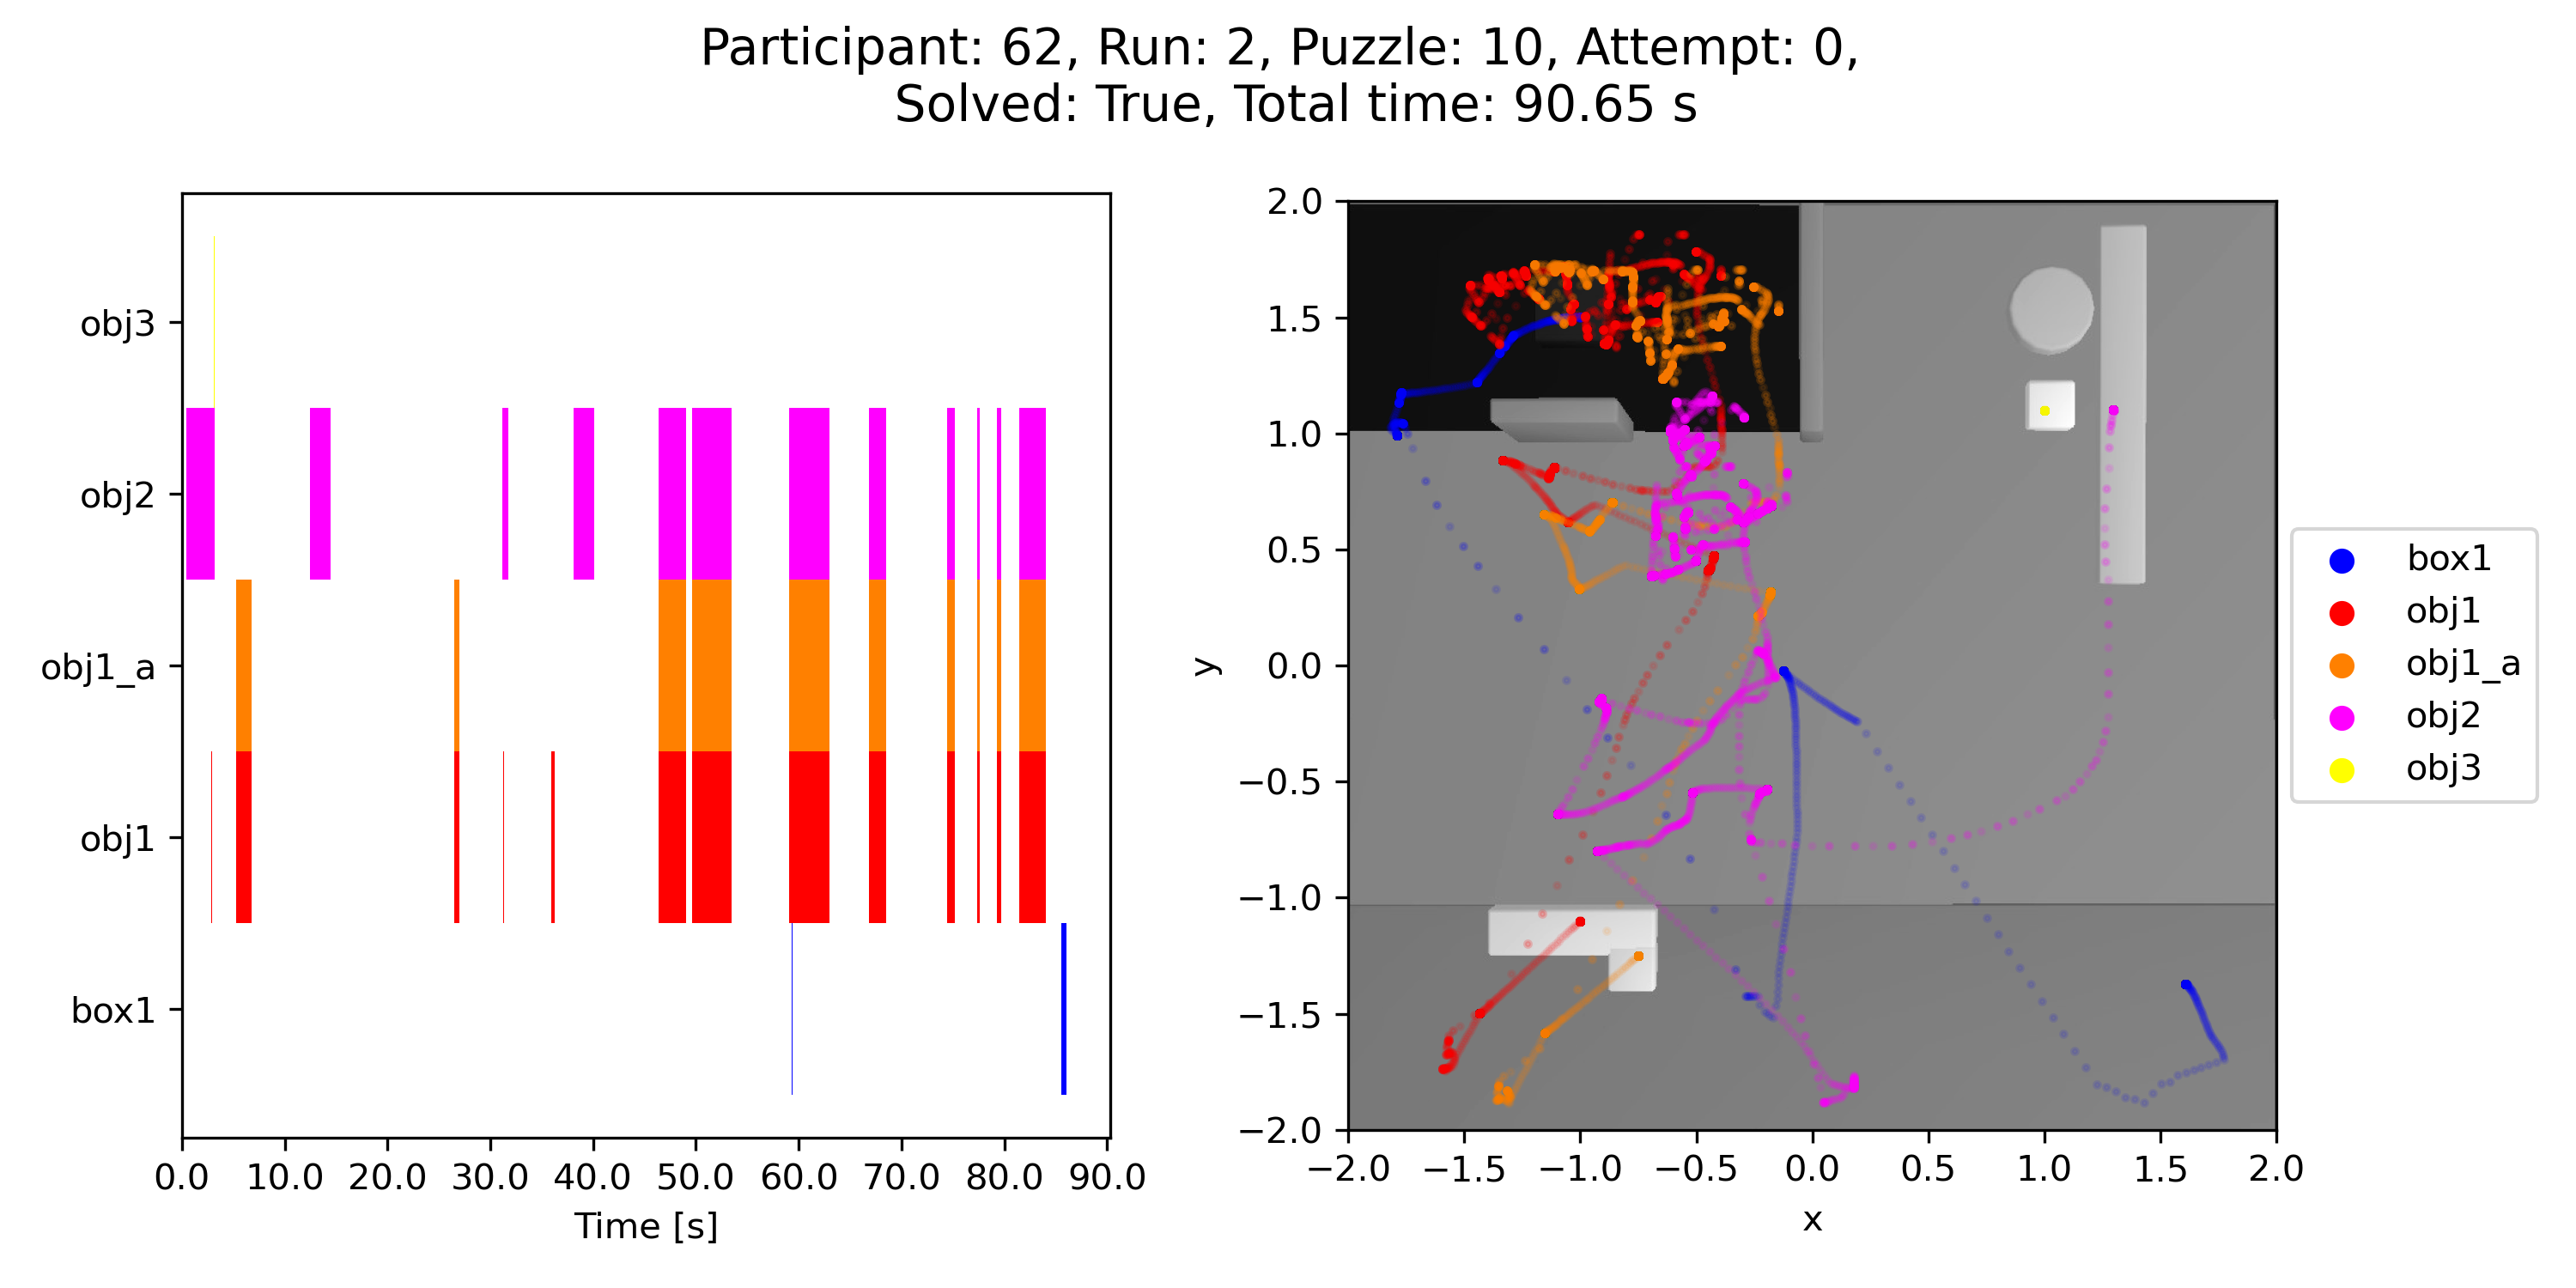 Participant: 62, Run: 2, Puzzle: 10, Attempt: 0,
Solved: True, Total time: 90.65 s
obj3
obj2
obj1_a
obj1
box1
0.0 10.0 20.0 30.0 40.0 50.0 60.0 70.0 80.0 90.0
Time [s]
2.0
1.5
1.0
0.5
0.0
−0.5
−1.0
−1.5
−2.0
y
−2.0 −1.5 −1.0 −0.5 0.0 0.5 1.0 1.5 2.0
x
box1
obj1
obj1_a
obj2
obj3